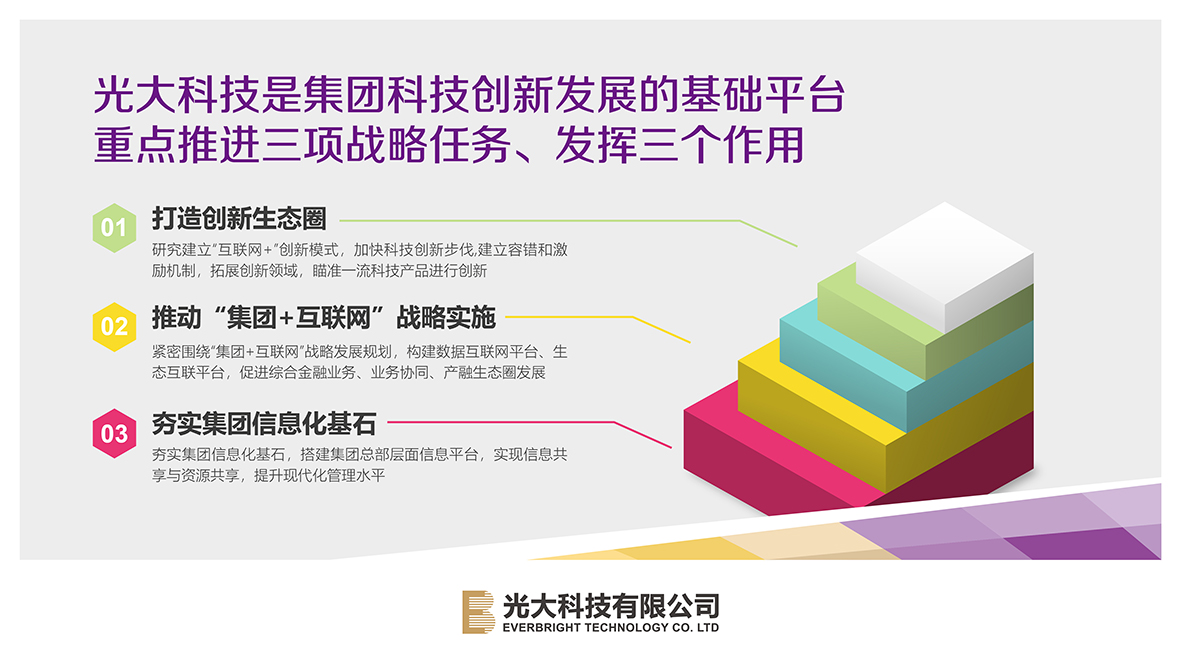 光大科技是集团科技创新发展的基础平台
重点推进三项战略任务、发挥三个作用
01
打造创新生态圈
研究建立“互联网+”创新模式，加快科技创新步伐,建立容错和激
励机制，拓展创新领域，瞄准一流科技产品进行创新
02
推动“集团+互联网”战略实施
紧密围绕“集团+互联网”战略发展规划，构建数据互联网平台、生
态互联平台，促进综合金融业务、业务协同、产融生态圈发展
03
夯实集团信息化基石
夯实集团信息化基石，搭建集团总部层面信息平台，实现信息共
享与资源共享，提升现代化管理水平
光大科技有限公司
EVERBRIGHT TECHNOLOGY CO. LTD